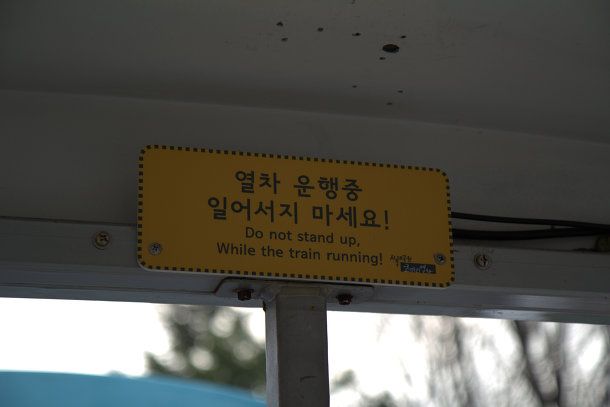 열차 운행중
일어서지 마세요!
Do not stand up,
While the train running!